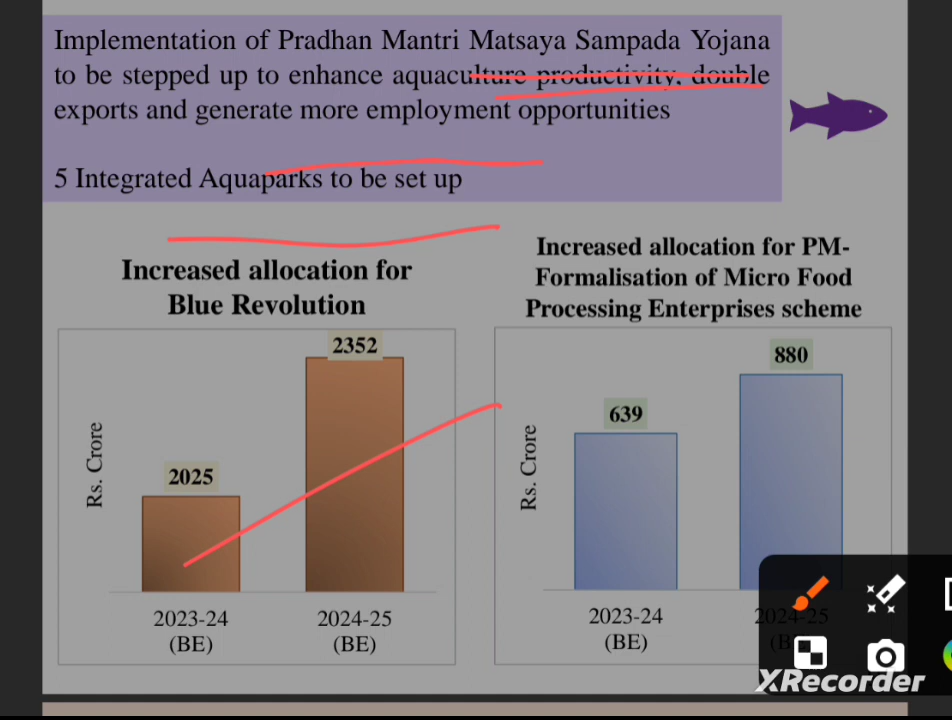 Implementation of Pradhan Mantri Matsaya Sampada Yojana
to be stepped up to enhance aquaculture productivity, double
exports and generate more employment opportunities
5 Integrated Aquaparks to be set up
Increased allocation for
Blue Revolution
Rs. Crore
2025
2352
2023-24
(BE)
2024-25
(BE)
Increased allocation for PM-
Formalisation of Micro Food
Processing Enterprises scheme
Rs. Crore
639
880
2023-24
(BE)
2024-25
(BE)
XRecorder